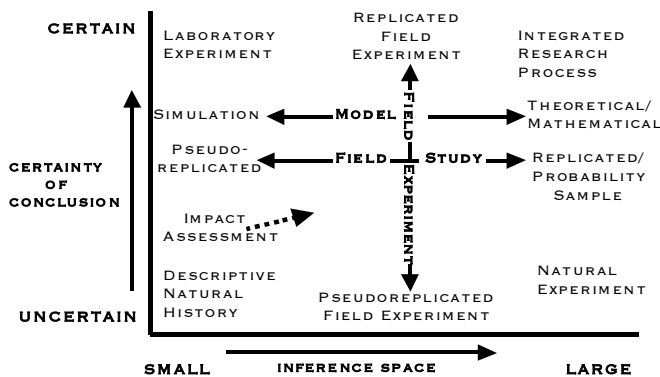 CERTAIN
LABORATORY
EXPERIMENT
REPLICATED
FIELD
EXPERIMENT
INTEGRATED
RESEARCH
PROCESS
SIMULATION
MODEL
THEORETICAL/
MATHEMATICAL
FIELD
EXPERIMENT
PSEUDO-
REPLICATED
FIELD STUDY
REPLICATED/
PROBABILITY
SAMPLE
CERTAINTY
OF
CONCLUSION
IMPACT
ASSESSMENT
DESCRIPTIVE
NATURAL
HISTORY
PSEUDOREPLICATED
FIELD EXPERIMENT
NATURAL
EXPERIMENT
UNCERTAIN
SMALL
INFERENCE SPACE
LARGE